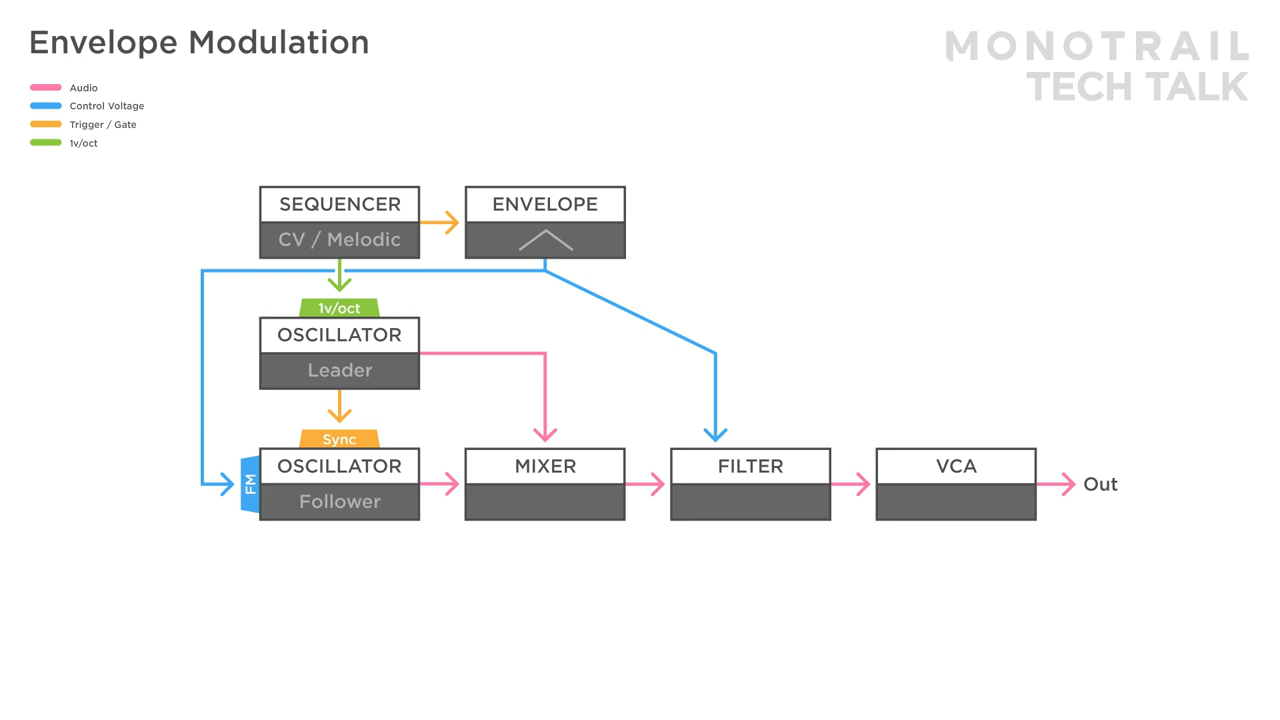 Envelope Modulation
MONOTRAIL
TECH TALK
Audio
Control Voltage
Trigger / Gate
1v/oct
SEQUENCER
CV / Melodic
ENVELOPE
1v/oct
OSCILLATOR
Leader
Sync
FM
OSCILLATOR
Follower
MIXER
FILTER
VCA
Out